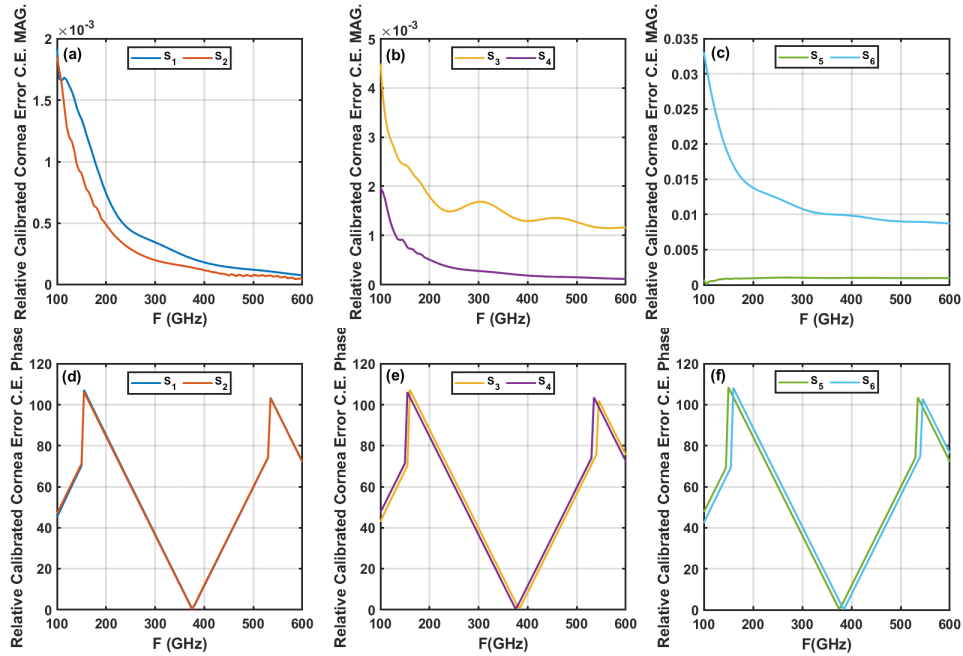 ×10⁻³
2
1.5
1
0.5
0
100 200 300 400 500 600
F (GHz)
Relative Calibrated Cornea Error C.E. MAG.
(a)
S1 S2
×10⁻³
5
4
3
2
1
0
100 200 300 400 500 600
F (GHz)
Relative Calibrated Cornea Error C.E. MAG.
(b)
S3 S4
0.035
0.03
0.025
0.02
0.015
0.01
0.005
0
100 200 300 400 500 600
F (GHz)
Relative Calibrated Cornea Error C.E. MAG.
(c)
S5 S6
120
100
80
60
40
20
0
100 200 300 400 500 600
F (GHz)
Relative Calibrated Cornea Error C.E. Phase
(d)
S1 S2
120
100
80
60
40
20
0
100 200 300 400 500 600
F(GHz)
Relative Calibrated Cornea Error C.E. Phase
(e)
S3 S4
120
100
80
60
40
20
0
100 200 300 400 500 600
F(GHz)
Relative Calibrated Cornea Error C.E. Phase
(f)
S5 S6